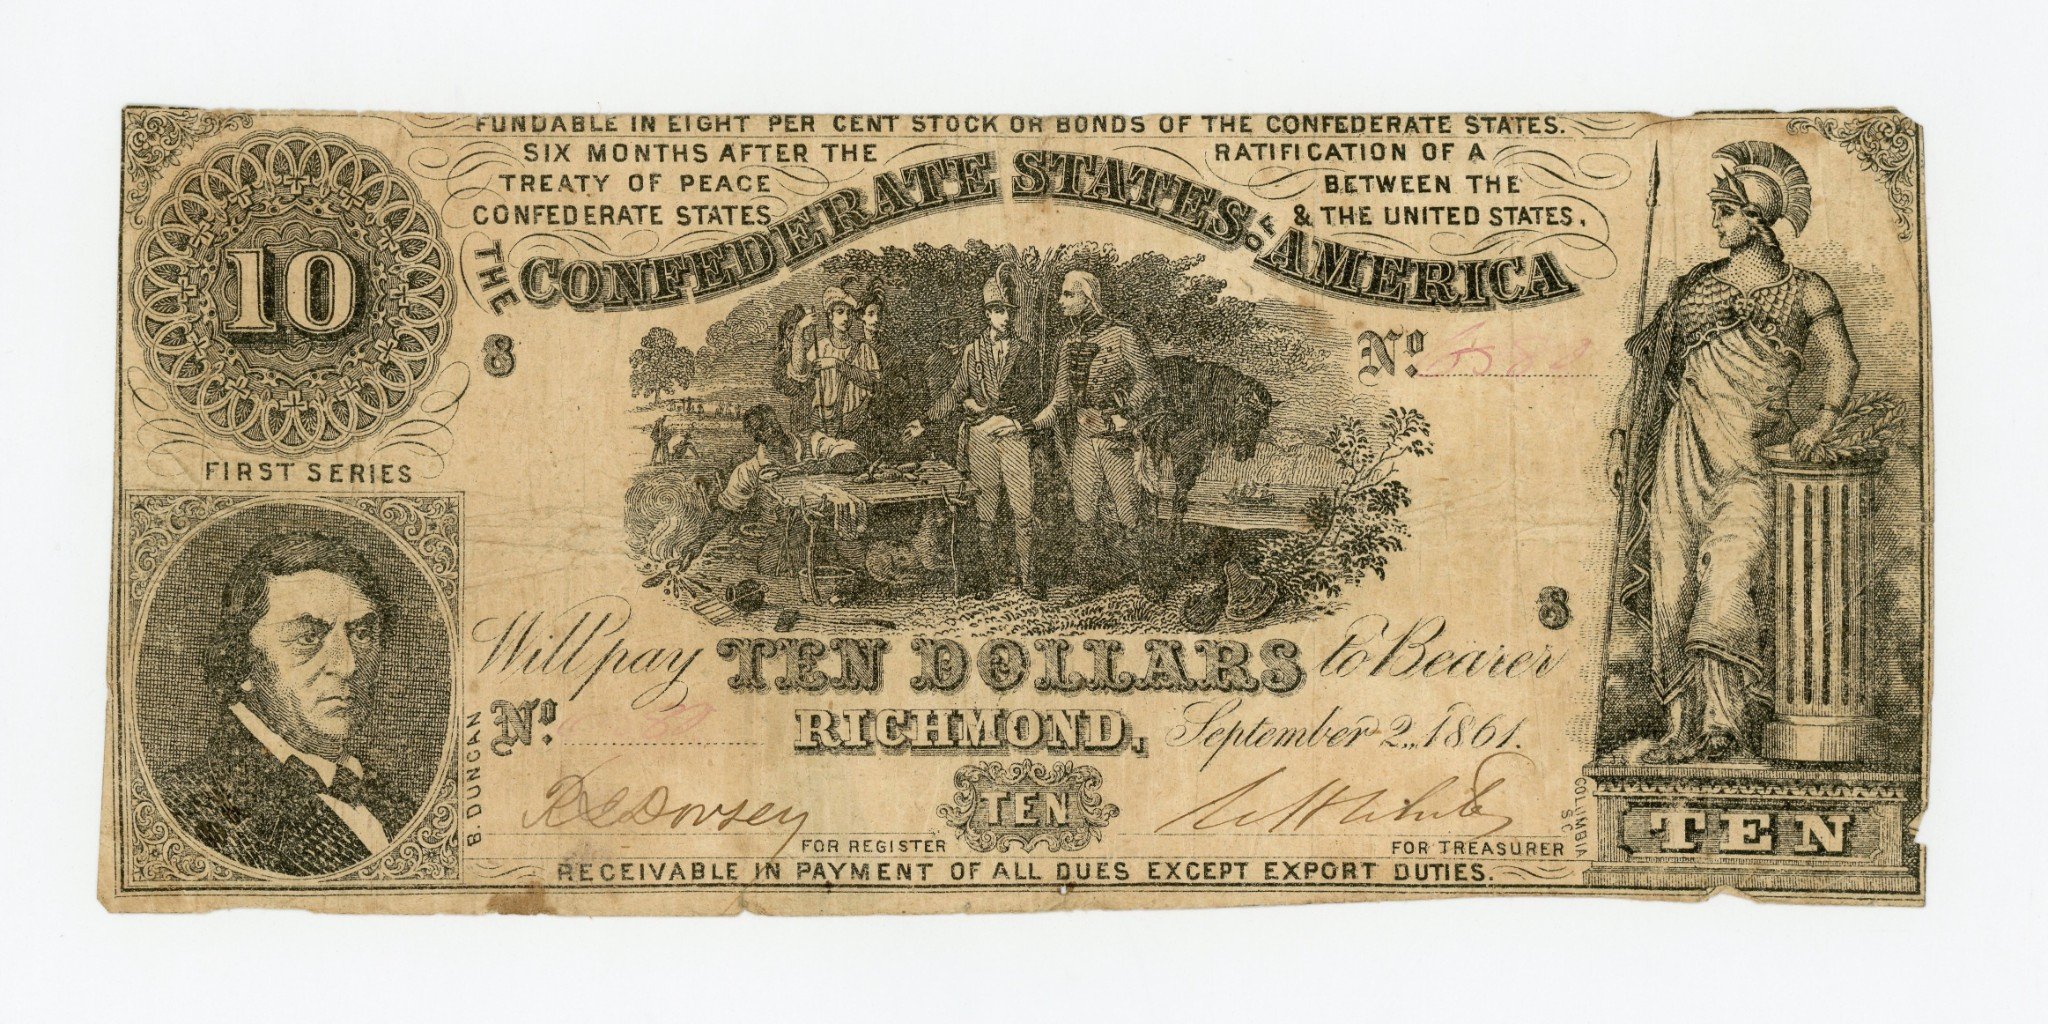 FUNDABLE IN EIGHT PER CENT STOCK OR BONDS OF THE CONFEDERATE STATES.
SIX MONTHS AFTER THE RATIFICATION OF A
TREATY OF PEACE BETWEEN THE
CONFEDERATE STATES & THE UNITED STATES,
THE CONFEDERATE STATES OF AMERICA
10
8
No.
FIRST SERIES
8
Will pay TEN DOLLARS to Bearer
No.
RICHMOND, September 2, 1861.
B. DUNCAN
R E Dorsey
TEN
FOR REGISTER
FOR TREASURER
COLUMBIA
S C
TEN
RECEIVABLE IN PAYMENT OF ALL DUES EXCEPT EXPORT DUTIES.